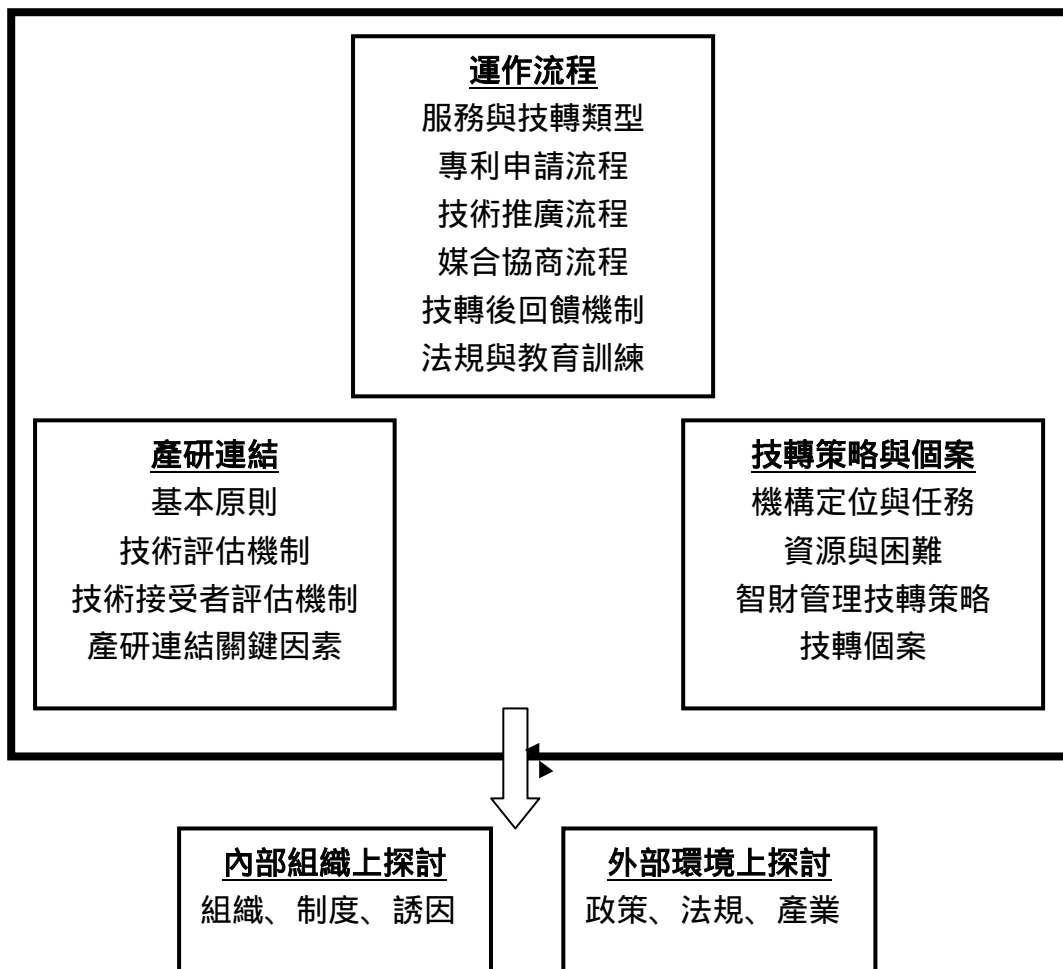 運作流程
服務與技轉類型
專利申請流程
技術推廣流程
媒合協商流程
技轉後回饋機制
法規與教育訓練
產研連結
基本原則
技術評估機制
技術接受者評估機制
產研連結關鍵因素
技轉策略與個案
機構定位與任務
資源與困難
智財管理技轉策略
技轉個案
內部組織上探討
組織、制度、誘因
外部環境上探討
政策、法規、產業